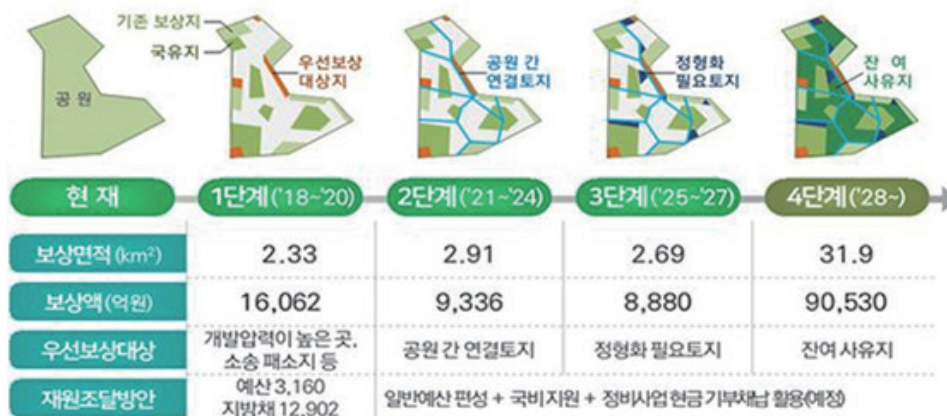 기존 보상지
국유지
공 원
우선보상
대상지
공원 간
연결토지
정형화
필요토지
잔 여
사유지
현 재
1단계('18~'20)
2단계('21~'24)
3단계('25~'27)
4단계('28~)
보상면적(km²)
2.33
2.91
2.69
31.9
보상액(억원)
16,062
9,336
8,880
90,530
우선보상대상
개발압력이 높은 곳,
소송 패소지 등
공원 간 연결토지
정형화 필요토지
잔여 사유지
재원조달방안
예산 3,160
지방채 12,902
일반예산 편성 + 국비 지원 + 정비사업 현금 기부채납 활용(예정)